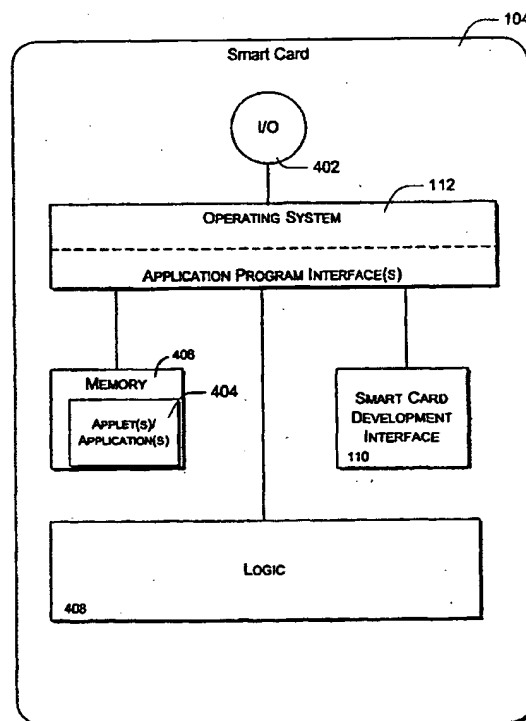 104
Smart Card
I/O
402
112
OPERATING SYSTEM
APPLICATION PROGRAM INTERFACE(S)
408
MEMORY
404
APPLET(S)/
APPLICATION(S)
SMART CARD
DEVELOPMENT
INTERFACE
110
LOGIC
408